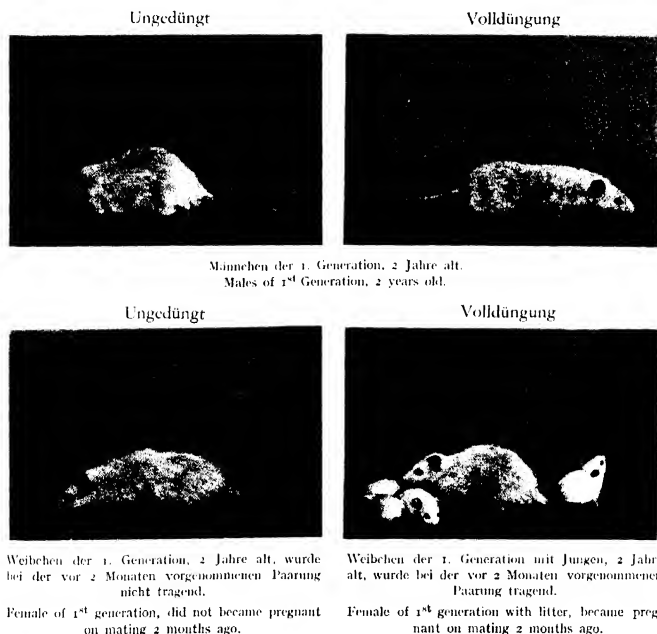 Ungedüngt
Volldüngung
Männchen der 1. Generation, 2 Jahre alt.
Males of 1st Generation, 2 years old.
Ungedüngt
Volldüngung
Weibchen der 1. Generation, 2 Jahre alt, wurde
bei der vor 2 Monaten vorgenommenen Paarung
nicht tragend.
Female of 1st generation, did not became pregnant
on mating 2 months ago.
Weibchen der 1. Generation mit Jungen, 2 Jahr
alt, wurde bei der vor 2 Monaten vorgenommenen
Paarung tragend.
Female of 1st generation with litter, became preg
nant on mating 2 months ago.